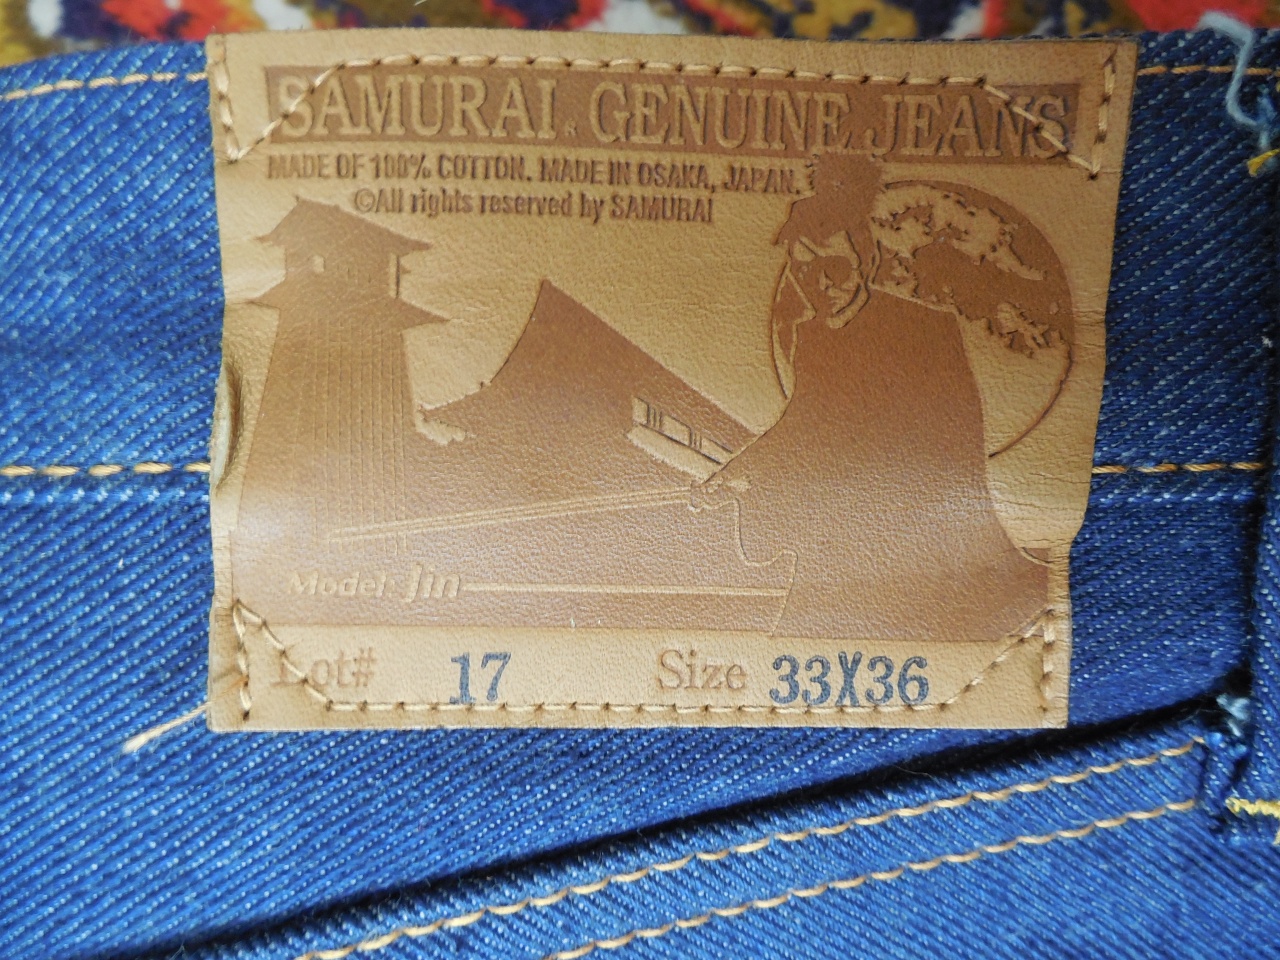 SAMURAI. GENUINE JEANS
MADE OF 100% COTTON. MADE IN OSAKA, JAPAN.
©All rights reserved by SAMURAI
Model: Jin
Lot# 17 Size 33X36